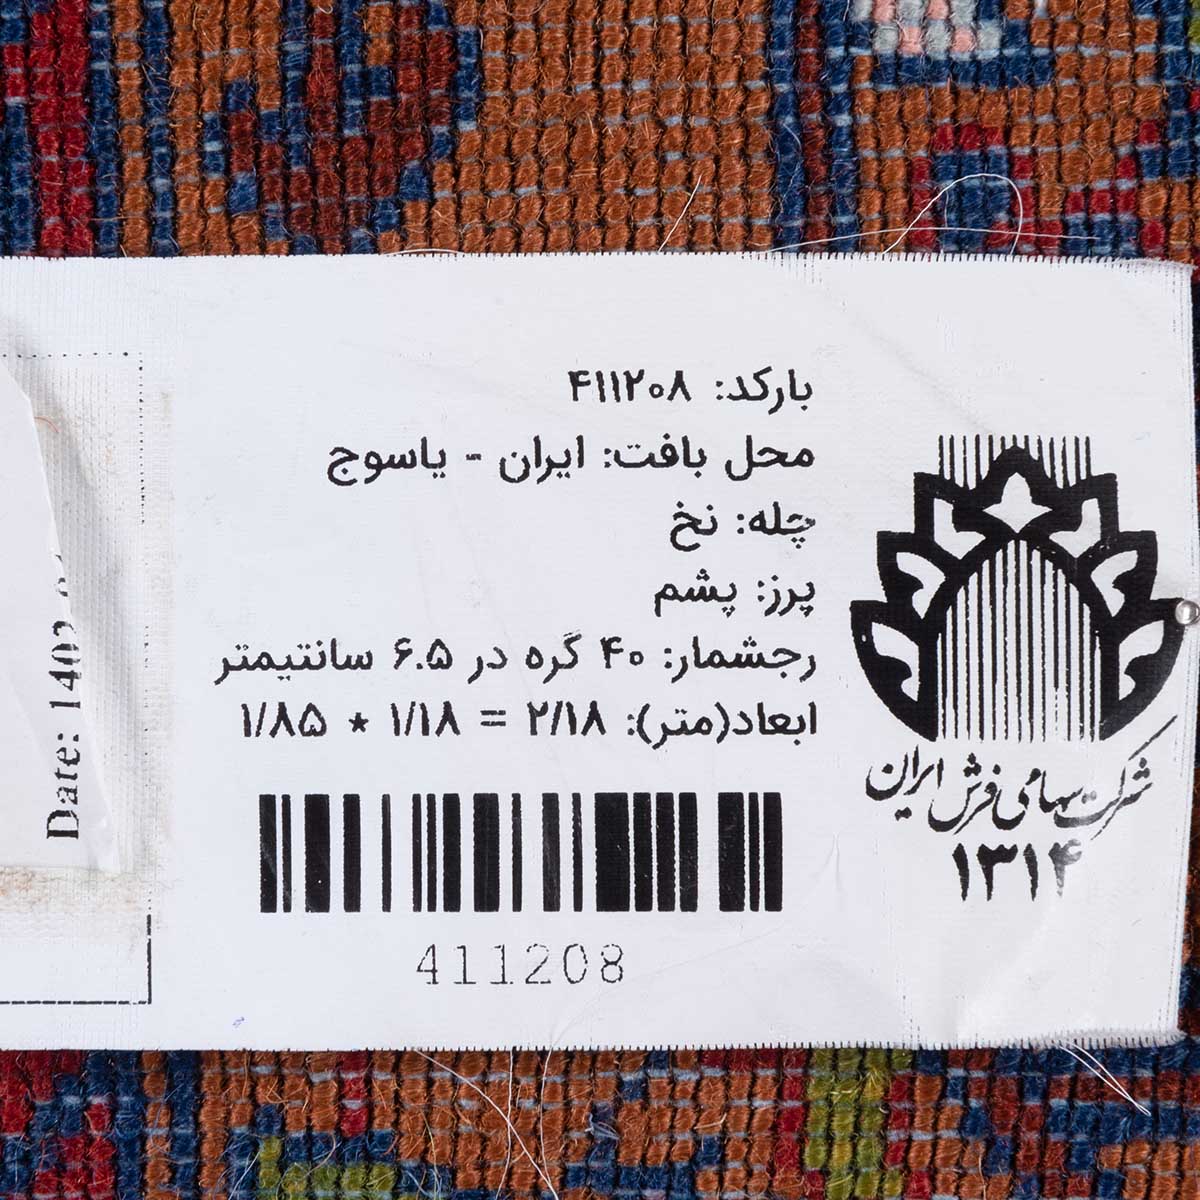 بارکد: ۴۱۱۲۰۸
محل بافت: ایران - یاسوج
چله: نخ
پرز: پشم
رجشمار: ۴۰ گره در ۶.۵ سانتیمتر
ابعاد(متر): ۲/۱۸ = ۱/۱۸ * ۱/۸۵
411208
شرکت سهامی فرش ایران
۱۳۱۴
Date: 1402